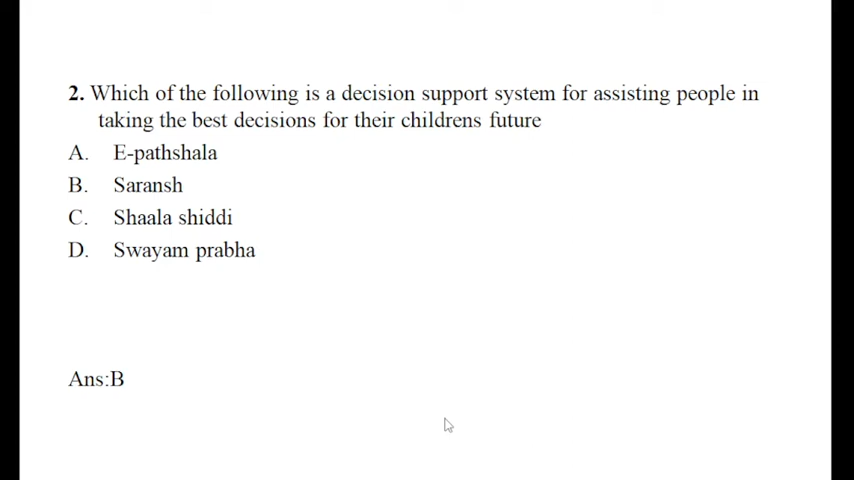 2. Which of the following is a decision support system for assisting people in
taking the best decisions for their childrens future
A. E-pathshala
B. Saransh
C. Shaala shiddi
D. Swayam prabha
Ans:B